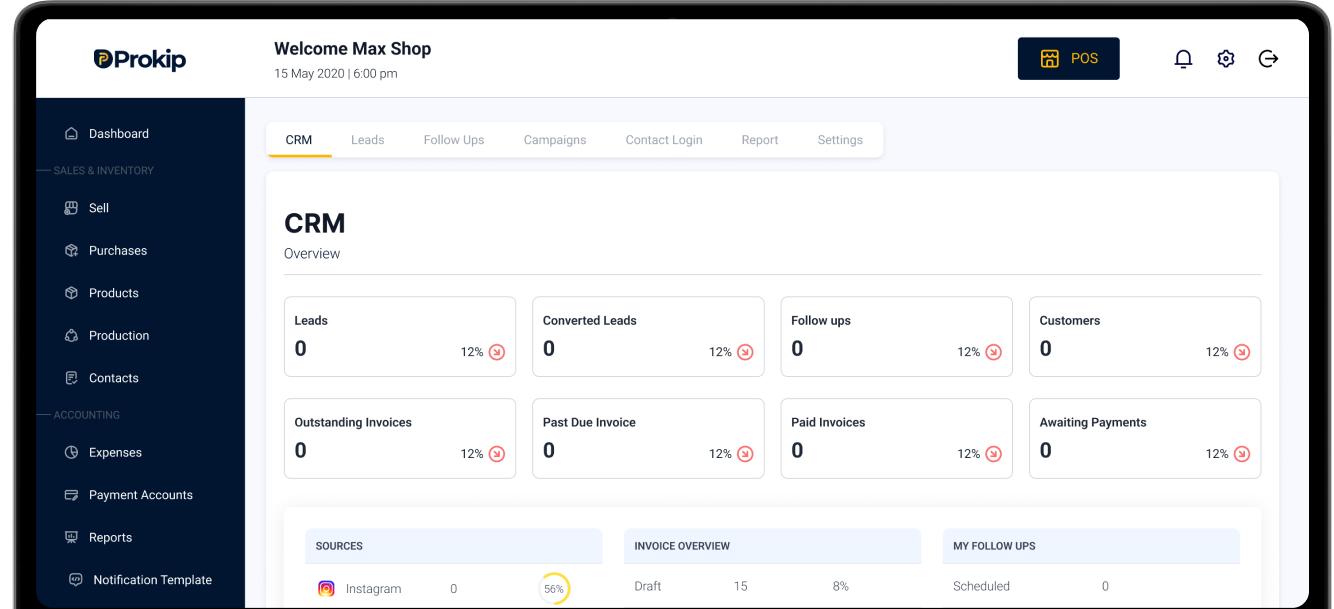 Prokip
Welcome Max Shop
15 May 2020 | 6:00 pm
POS
Dashboard
SALES & INVENTORY
Sell
Purchases
Products
Production
Contacts
ACCOUNTING
Expenses
Payment Accounts
Reports
Notification Template
CRM Leads Follow Ups Campaigns Contact Login Report Settings
CRM
Overview
Leads Converted Leads Follow ups Customers
0 12% 0 12% 0 12% 0 12%
Outstanding Invoices Past Due Invoice Paid Invoices Awaiting Payments
0 12% 0 12% 0 12% 0 12%
SOURCES INVOICE OVERVIEW MY FOLLOW UPS
Instagram 0 56% Draft 15 8% Scheduled 0